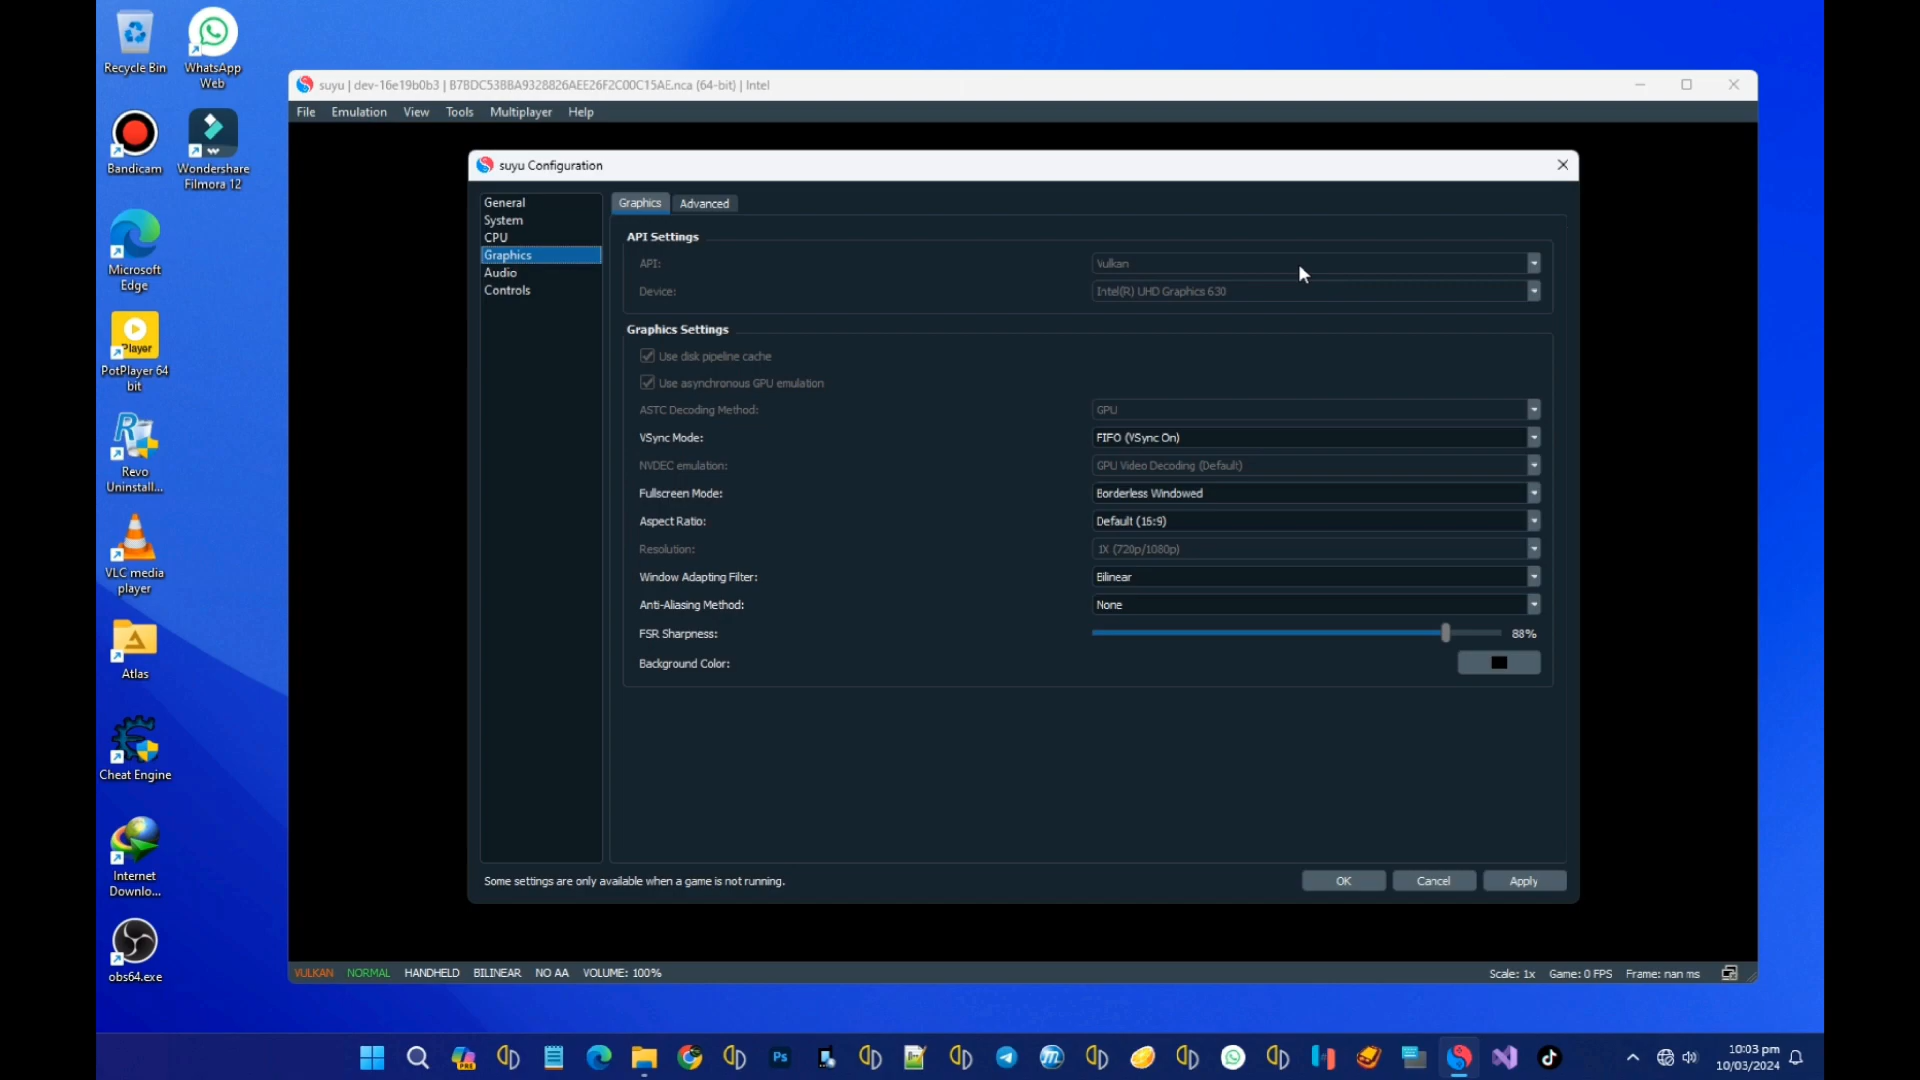 Recycle Bin
WhatsApp
Web
Bandicam
Wondershare
Filmora 12
Microsoft
Edge
Player
PotPlayer 64
bit
Revo
Uninstall...
VLC media
player
Atlas
Cheat Engine
Internet
Downlo...
obs64.exe
suyu | dev-16e19b0b3 | B7BDC53BBA9328826AEE26F2C00C15AE.nca (64-bit) | Intel
File Emulation View Tools Multiplayer Help
suyu Configuration
General
System
CPU
Graphics
Audio
Controls
Graphics Advanced
API Settings
API: Vulkan
Device: Intel(R) UHD Graphics 630
Graphics Settings
Use disk pipeline cache
Use asynchronous GPU emulation
ASTC Decoding Method: GPU
VSync Mode: FIFO (VSync On)
NVDEC emulation: GPU Video Decoding (Default)
Fullscreen Mode: Borderless Windowed
Aspect Ratio: Default (16:9)
Resolution: 1X (720p/1080p)
Window Adapting Filter: Bilinear
Anti-Aliasing Method: None
FSR Sharpness: 88%
Background Color:
Some settings are only available when a game is not running.
OK Cancel Apply
VULKAN NORMAL HANDHELD BILINEAR NO AA VOLUME: 100%
Scale: 1x Game: 0 FPS Frame: nan ms
PRE
Ps
10:03 pm
10/03/2024